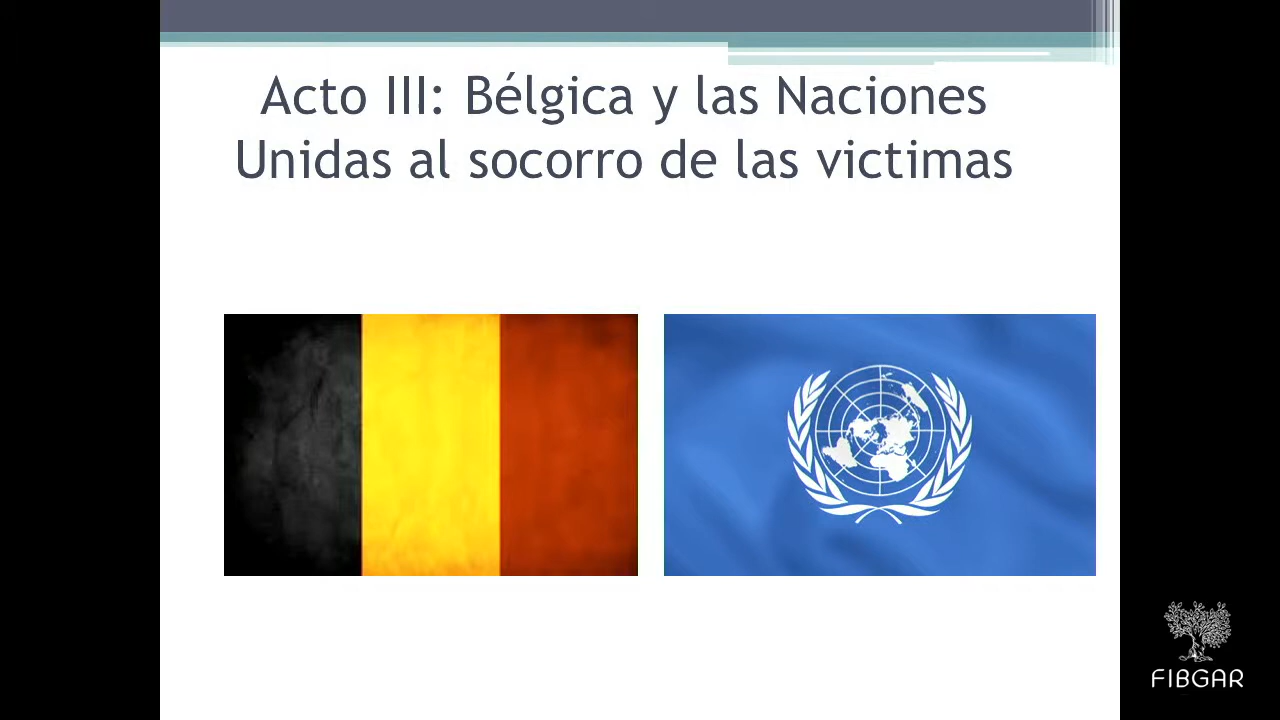 Acto III: Bélgica y las Naciones
Unidas al socorro de las victimas
FIBGAR